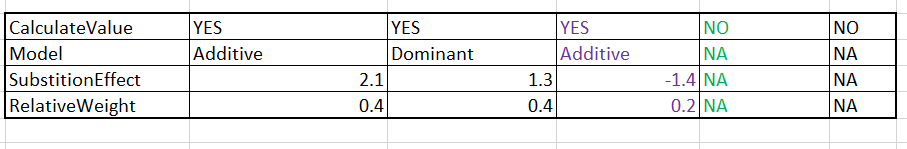 CalculateValue YES YES YES NO NO
Model Additive Dominant Additive NA NA
SubstitionEffect 2.1 1.3 -1.4 NA NA
RelativeWeight 0.4 0.4 0.2 NA NA